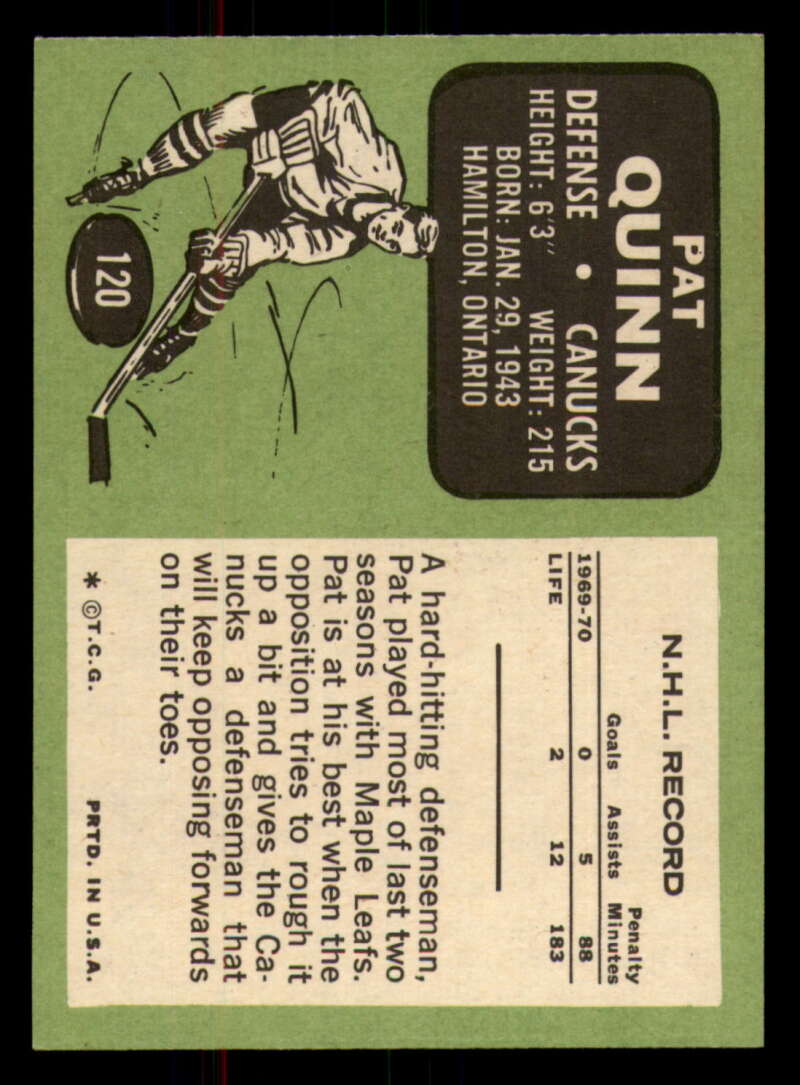 PAT
QUINN
DEFENSE • CANUCKS
HEIGHT: 6'3" WEIGHT: 215
BORN: JAN. 29, 1943
HAMILTON, ONTARIO
120
N.H.L. RECORD
Goals Assists Penalty Minutes
1969-70 0 5 88
LIFE 2 12 183
A hard-hitting defenseman,
Pat played most of last two
seasons with Maple Leafs.
Pat is at his best when the
opposition tries to rough it
up a bit and gives the Ca-
nucks a defenseman that
will keep opposing forwards
on their toes.
* ©T.C.G. PRTD. IN U.S.A.